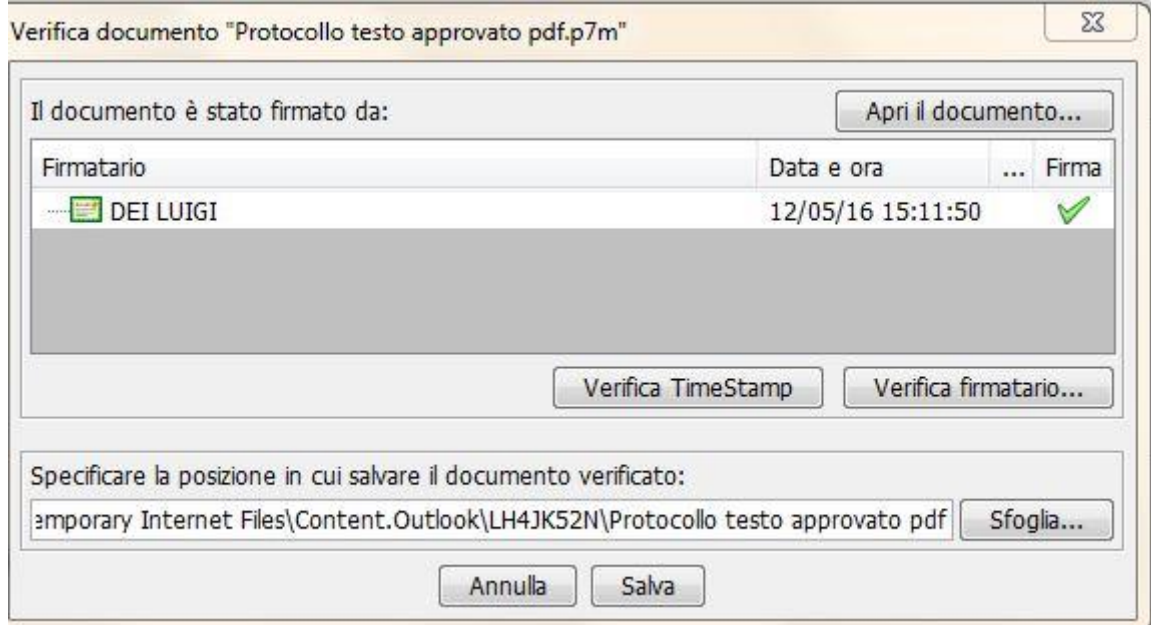 Verifica documento "Protocollo testo approvato pdf.p7m"
Il documento è stato firmato da:
Apri il documento...
Firmatario Data e ora ... Firma
DEI LUIGI 12/05/16 15:11:50
Verifica TimeStamp Verifica firmatario...
Specificare la posizione in cui salvare il documento verificato:
emporary Internet Files\Content.Outlook\LH4JK52N\Protocollo testo approvato pdf Sfoglia...
Annulla Salva